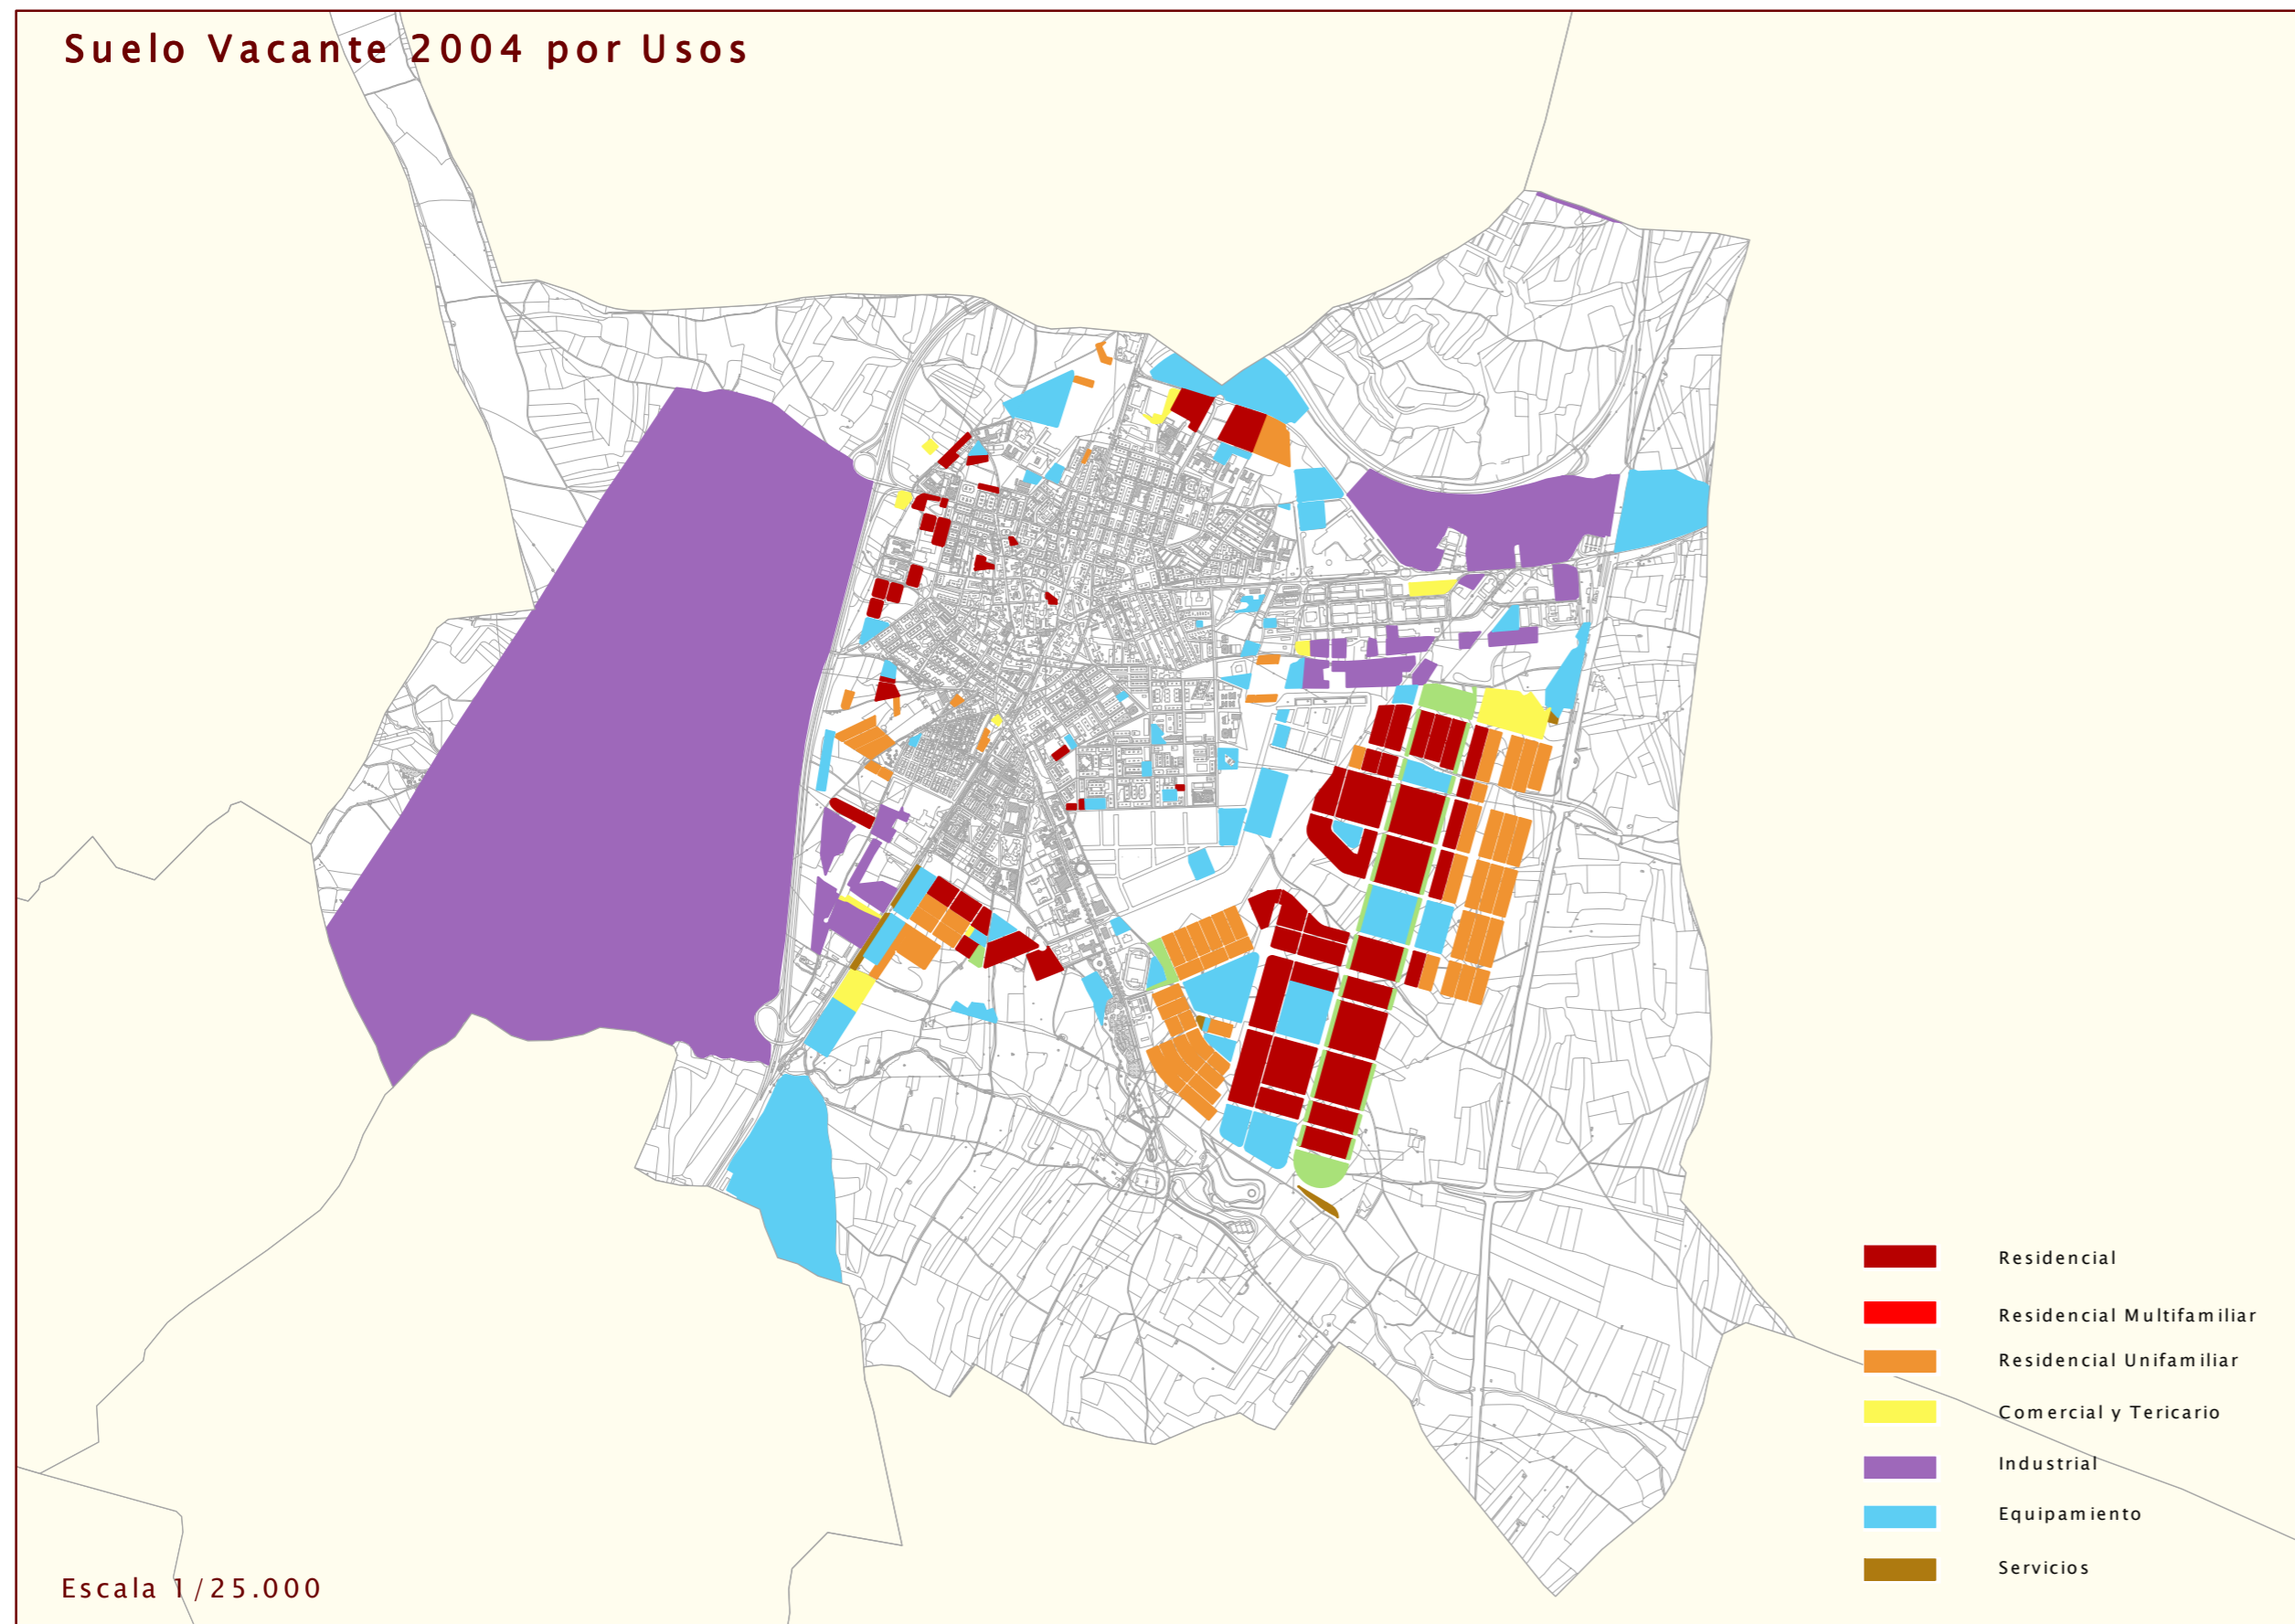 Suelo Vacante 2004 por Usos
Residencial
Residencial Multifamiliar
Residencial Unifamiliar
Comercial y Tericario
Industrial
Equipamiento
Servicios
Escala 1/25.000